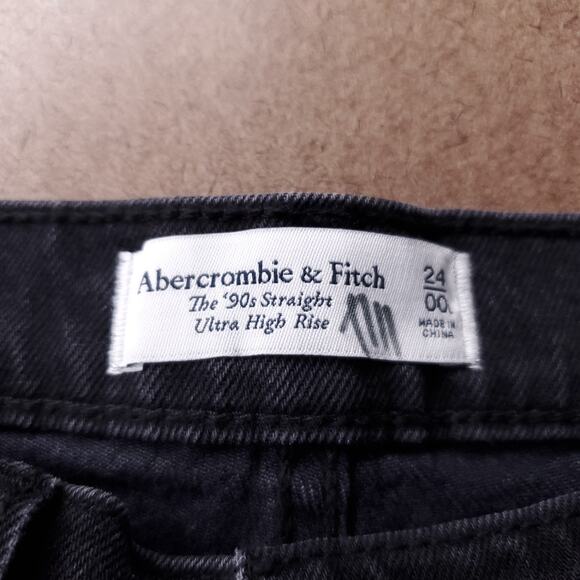 Abercrombie & Fitch
The '90s Straight
Ultra High Rise
24
00
MADE IN
CHINA